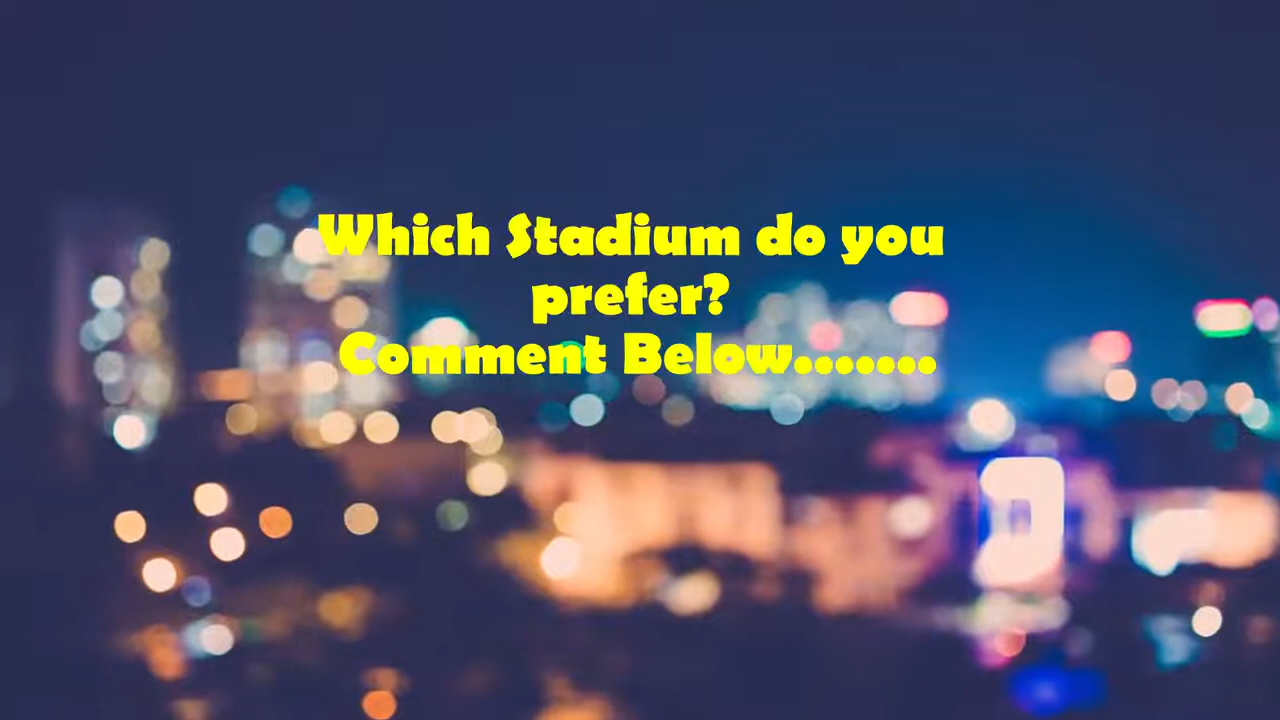 Which Stadium do you
prefer?
Comment Below.......